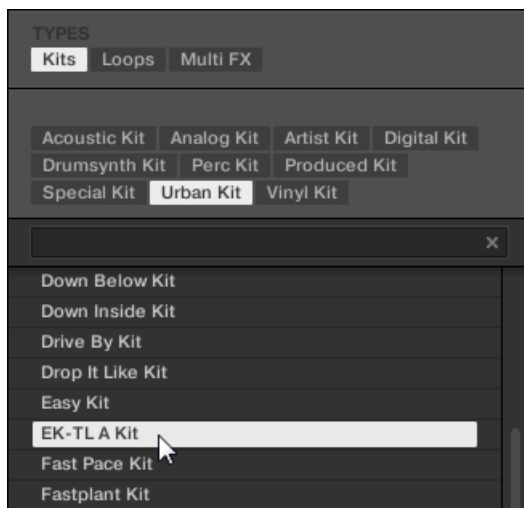 TYPES
Kits Loops Multi FX
Acoustic Kit Analog Kit Artist Kit Digital Kit
Drumsynth Kit Perc Kit Produced Kit
Special Kit Urban Kit Vinyl Kit
Down Below Kit
Down Inside Kit
Drive By Kit
Drop It Like Kit
Easy Kit
EK-TL A Kit
Fast Pace Kit
Fastplant Kit